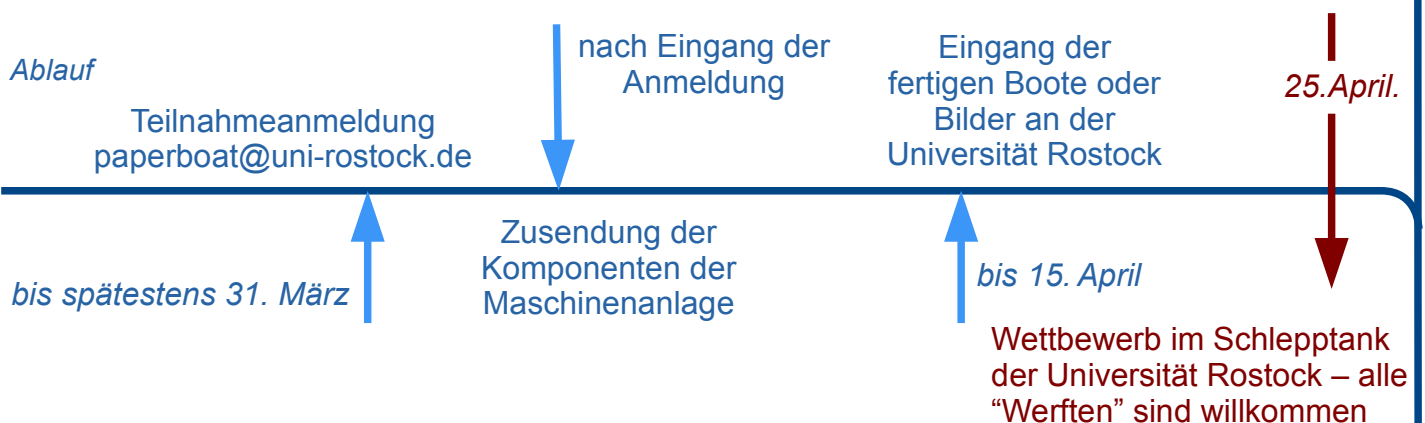 Ablauf
Teilnahmeanmeldung
paperboat@uni-rostock.de
bis spätestens 31. März
nach Eingang der
Anmeldung
Zusendung der
Komponenten der
Maschinenanlage
Eingang der
fertigen Boote oder
Bilder an der
Universität Rostock
bis 15. April
25.April.
Wettbewerb im Schlepptank
der Universität Rostock – alle
“Werften” sind willkommen